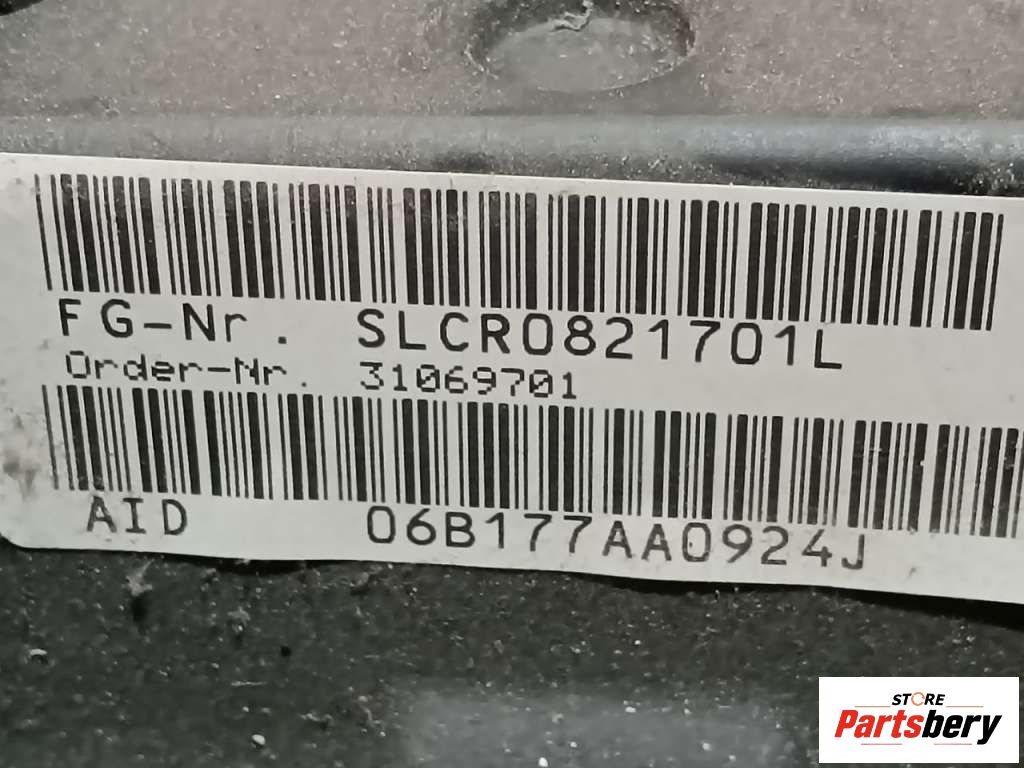 FG-Nr. SLCR0821701L
Order-Nr. 31069701
AID 06B177AA0924J
STORE
Partsbery